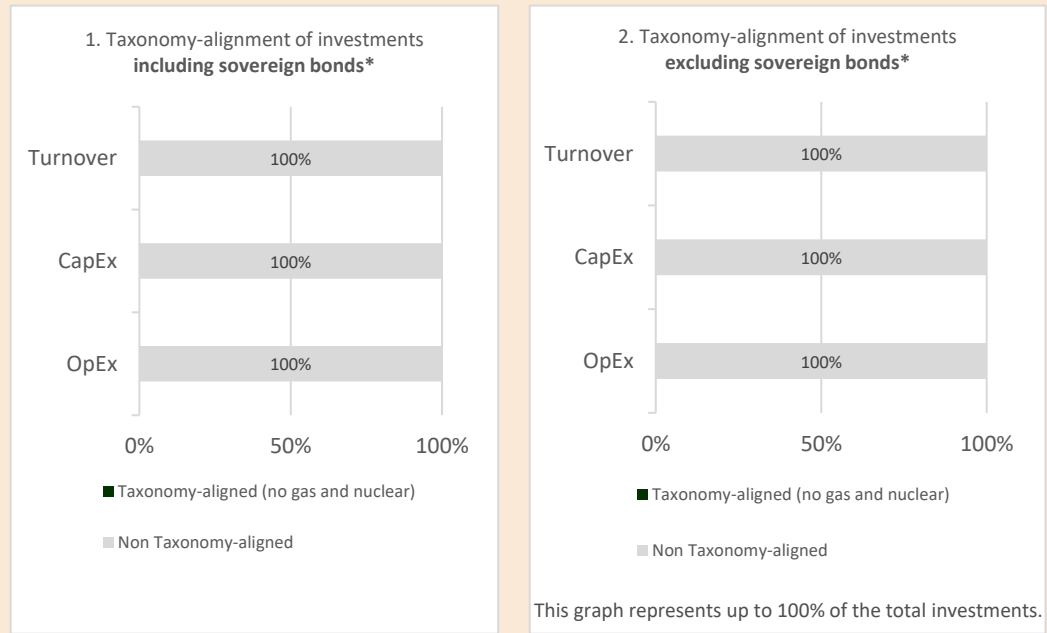 1. Taxonomy-alignment of investments
including sovereign bonds*
Turnover
100%
CapEx
100%
OpEx
100%
0%
50%
100%
Taxonomy-aligned (no gas and nuclear)
Non Taxonomy-aligned
2. Taxonomy-alignment of investments
excluding sovereign bonds*
Turnover
100%
CapEx
100%
OpEx
100%
0%
50%
100%
Taxonomy-aligned (no gas and nuclear)
Non Taxonomy-aligned
This graph represents up to 100% of the total investments.